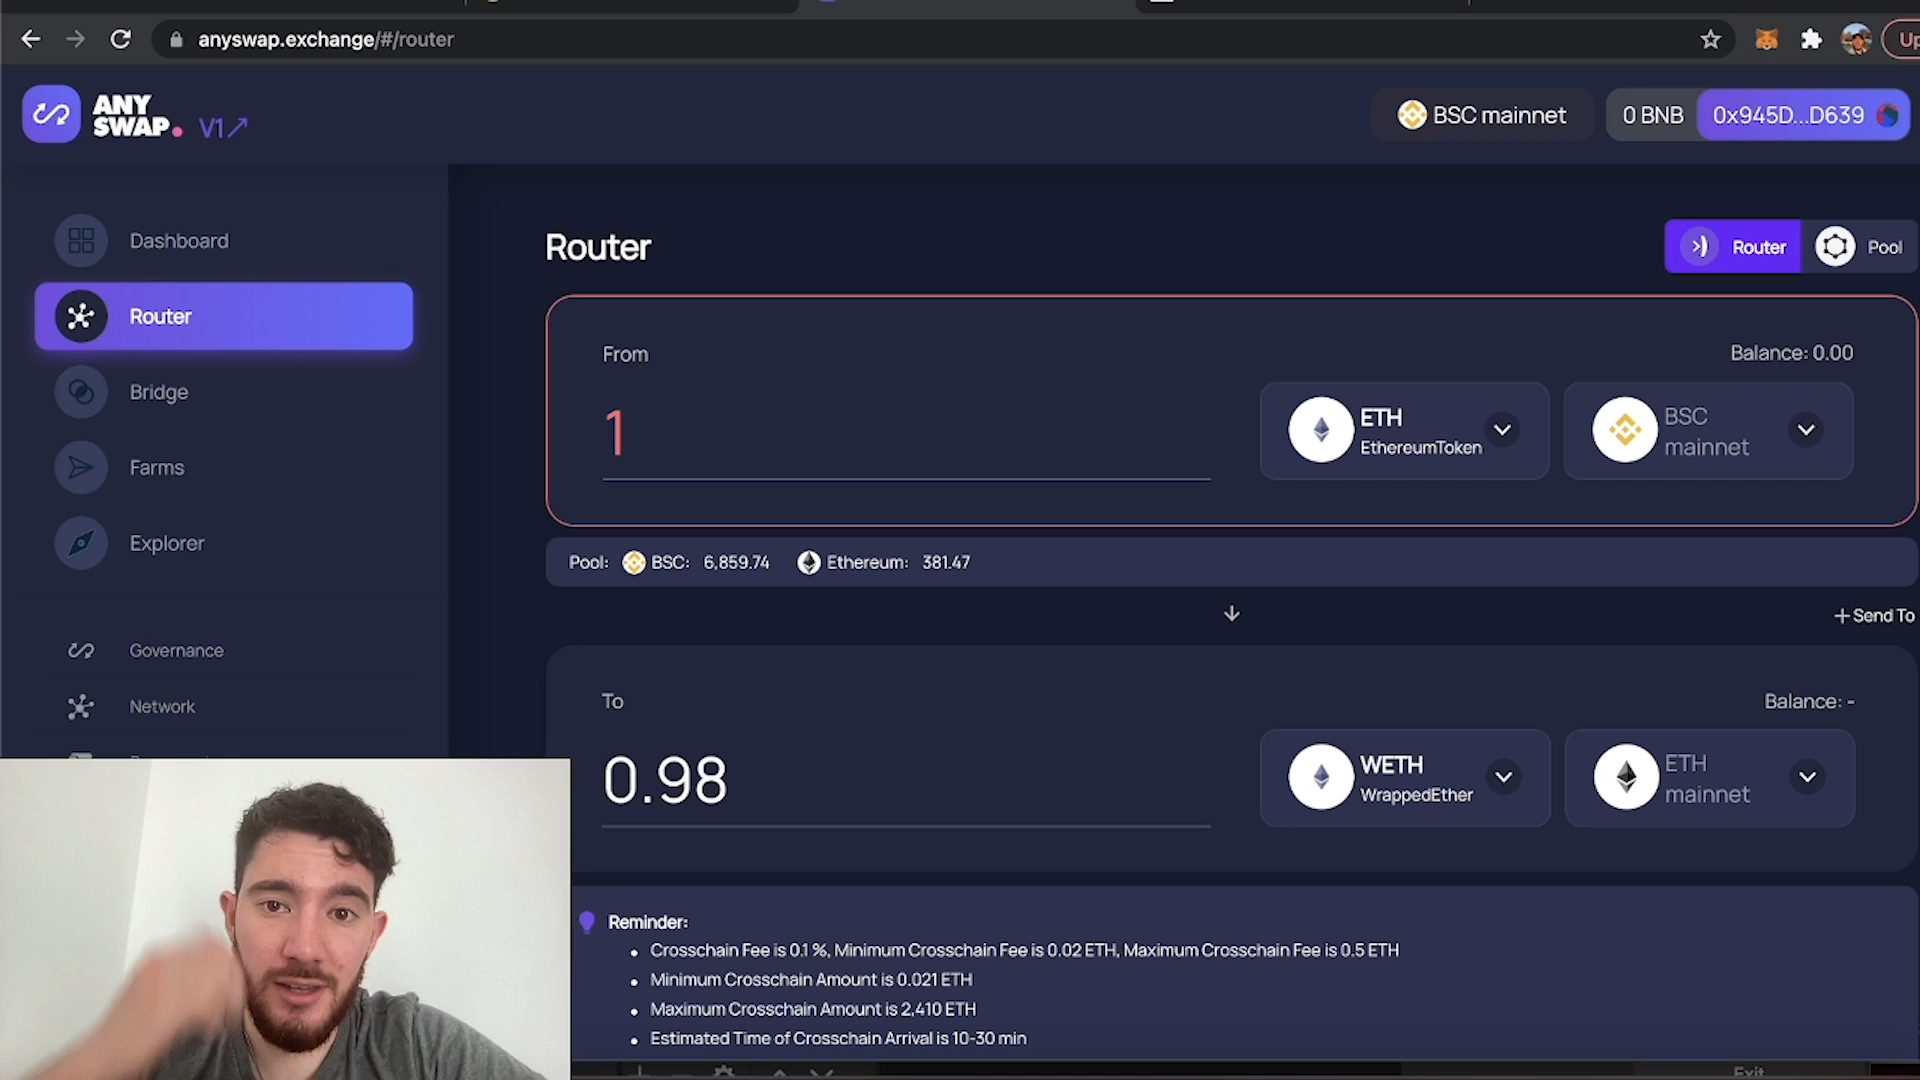 anyswap.exchange/#/router
Up
ANY
SWAP.
V1↗
BSC mainnet
0 BNB
0x945D...D639
Dashboard
Router
Bridge
Farms
Explorer
Governance
Network
Router
Router
Pool
From
Balance: 0.00
1
ETH
EthereumToken
BSC
mainnet
Pool: BSC: 6,859.74 Ethereum: 381.47
+ Send To
To
Balance: -
0.98
WETH
WrappedEther
ETH
mainnet
Reminder:
Crosschain Fee is 0.1 %, Minimum Crosschain Fee is 0.02 ETH, Maximum Crosschain Fee is 0.5 ETH
Minimum Crosschain Amount is 0.021 ETH
Maximum Crosschain Amount is 2,410 ETH
Estimated Time of Crosschain Arrival is 10-30 min
Exit